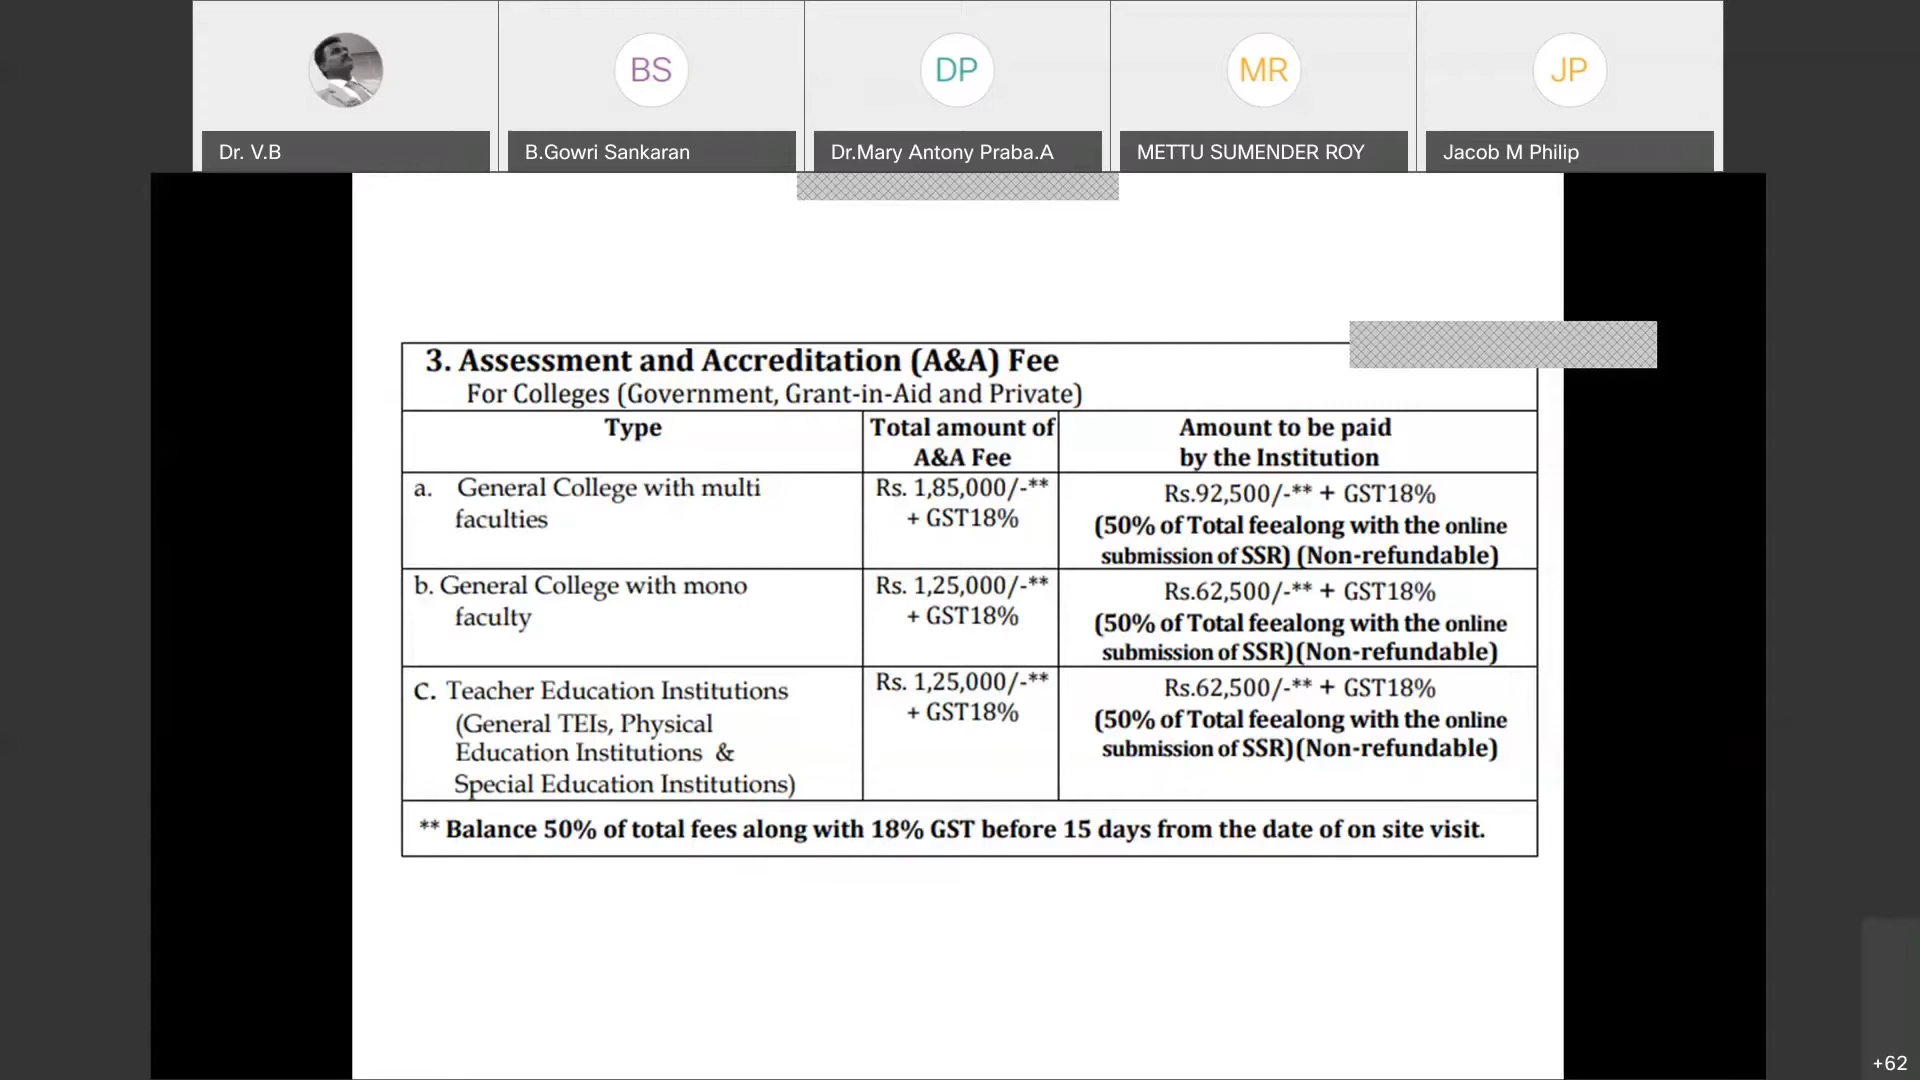 BS
DP
MR
JP
Dr. V.B
B.Gowri Sankaran
Dr.Mary Antony Praba.A
METTU SUMENDER ROY
Jacob M Philip
3. Assessment and Accreditation (A&A) Fee
For Colleges (Government, Grant-in-Aid and Private)
Type
Total amount of
A&A Fee
Amount to be paid
by the Institution
a. General College with multi
faculties
Rs. 1,85,000/-**
+ GST18%
Rs.92,500/-** + GST18%
(50% of Total feealong with the online
submission of SSR) (Non-refundable)
b. General College with mono
faculty
Rs. 1,25,000/-**
+ GST18%
Rs.62,500/-** + GST18%
(50% of Total feealong with the online
submission of SSR)(Non-refundable)
c. Teacher Education Institutions
(General TEIs, Physical
Education Institutions &
Special Education Institutions)
Rs. 1,25,000/-**
+ GST18%
Rs.62,500/-** + GST18%
(50% of Total feealong with the online
submission of SSR)(Non-refundable)
** Balance 50% of total fees along with 18% GST before 15 days from the date of on site visit.
+62